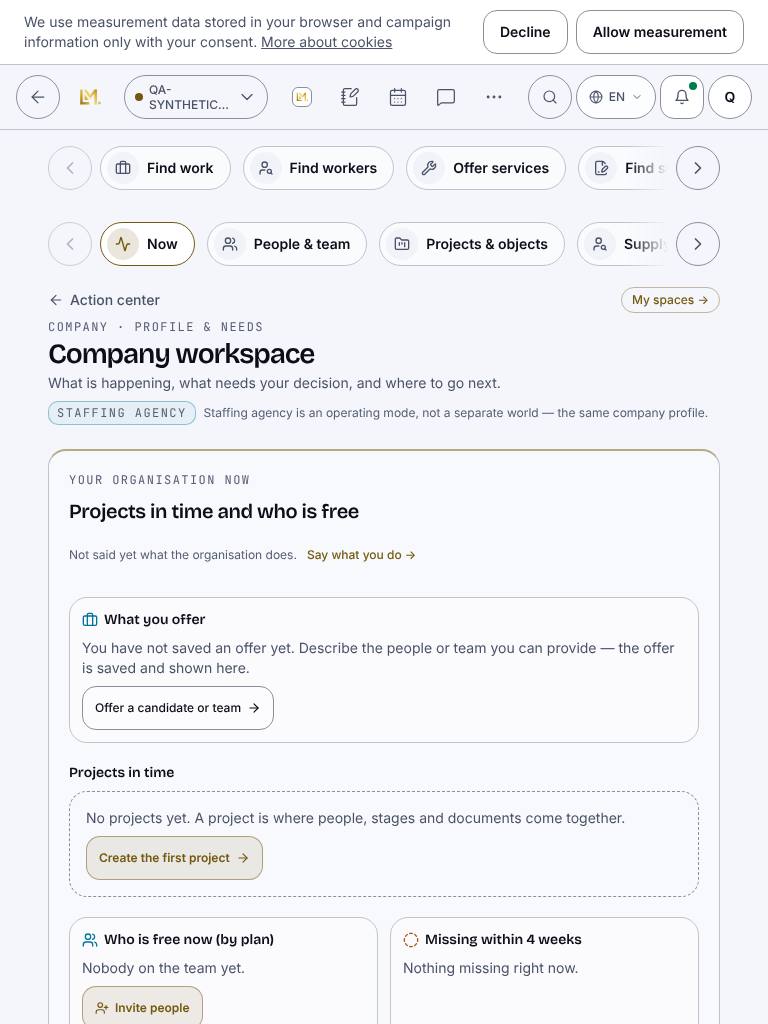 We use measurement data stored in your browser and campaign
information only with your consent. More about cookies
Decline
Allow measurement
LM.
QA-
SYNTHETIC...
LM.
EN
Q
Find work
Find workers
Offer services
Find s
Now
People & team
Projects & objects
Supply
Action center
My spaces →
COMPANY · PROFILE & NEEDS
Company workspace
What is happening, what needs your decision, and where to go next.
STAFFING AGENCY
Staffing agency is an operating mode, not a separate world — the same company profile.
YOUR ORGANISATION NOW
Projects in time and who is free
Not said yet what the organisation does. Say what you do →
What you offer
You have not saved an offer yet. Describe the people or team you can provide — the offer
is saved and shown here.
Offer a candidate or team →
Projects in time
No projects yet. A project is where people, stages and documents come together.
Create the first project →
Who is free now (by plan)
Nobody on the team yet.
Invite people
Missing within 4 weeks
Nothing missing right now.